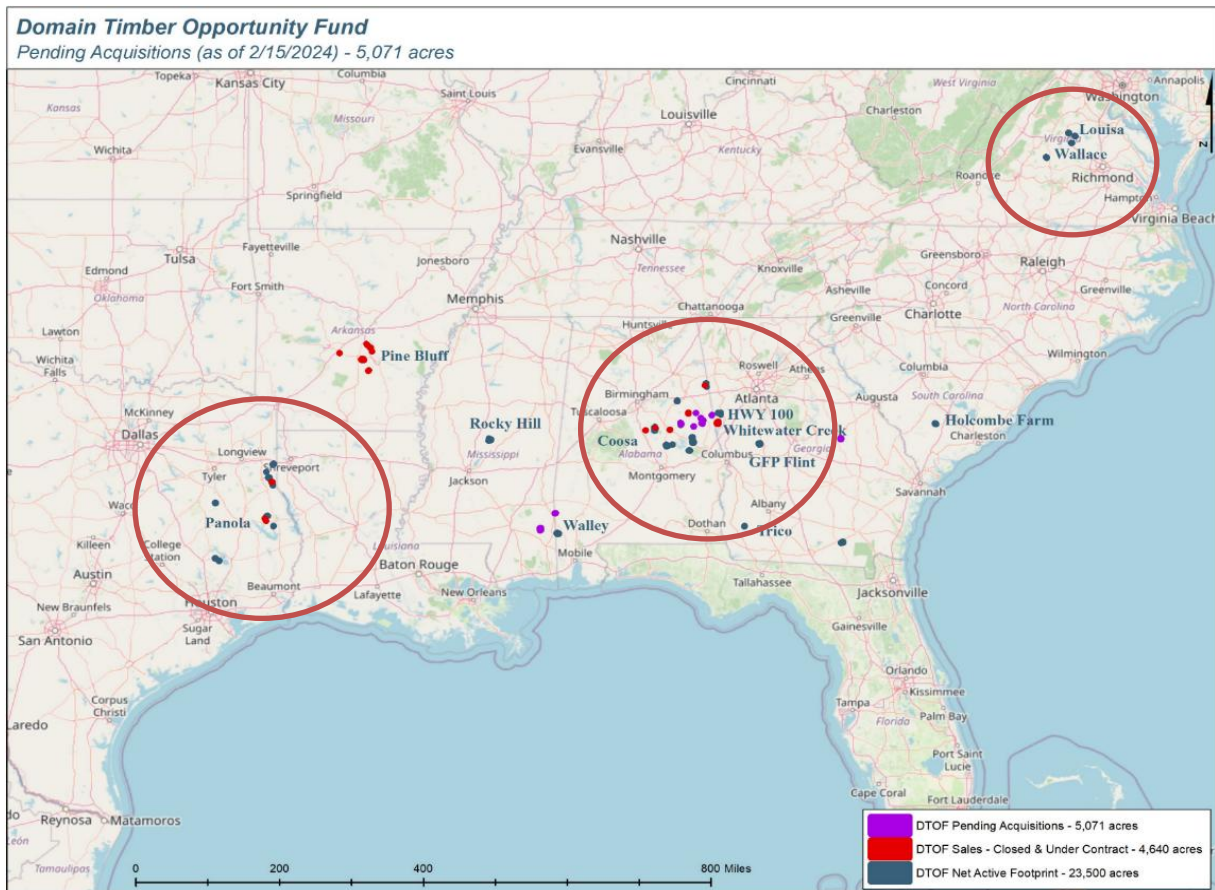 Domain Timber Opportunity Fund
Pending Acquisitions (as of 2/15/2024) - 5,071 acres
Topeka
Kansas City
Columbia
Cincinnati
Annapolis
Kansas
Missouri
Saint Louis
West Virginia
Washington
Charleston
Louisville
Louisa
Virginia
Wichita
Evansville
Kentucky
Wallace
Richmond
Roanoke
Springfield
Hampton
Virginia Beach
N
Nashville
Tulsa
Fayetteville
Jonesboro
Tennessee
Knoxville
Greensboro
Raleigh
Edmond
Oklahoma
Fort Smith
Memphis
Asheville
Concord
Greenville
Chattanooga
Charlotte
North Carolina
Huntsville
Greenville
Lawton
Arkansas
Pine Bluff
Wichita Falls
Roswell
Athens
Columbia
Wilmington
Birmingham
Atlanta
Augusta
South Carolina
McKinney
Tuscaloosa
HWY 100
Holcombe Farm
Dallas
Rocky Hill
Whitewater Creek
Charleston
Coosa
Alabama
Columbus
Georgia
Longview
Shreveport
Mississippi
GFP Flint
Tyler
Jackson
Montgomery
Savannah
Waco
Albany
Panola
Walley
Dothan
Trico
Killeen
College Station
Louisiana
Mobile
Austin
Beaumont
Baton Rouge
Tallahassee
Jacksonville
New Braunfels
Houston
Lafayette
New Orleans
San Antonio
Sugar Land
Gainesville
Orlando
Kissimmee
Corpus Christi
Tampa
Florida
Palm Bay
Laredo
Port Saint Lucie
Cape Coral
Fort Lauderdale
Reynosa
Matamoros
León
Tamaulipas
0 200 400 800 Miles
DTOF Pending Acquisitions - 5,071 acres
DTOF Sales - Closed & Under Contract - 4,640 acres
DTOF Net Active Footprint - 23,500 acres